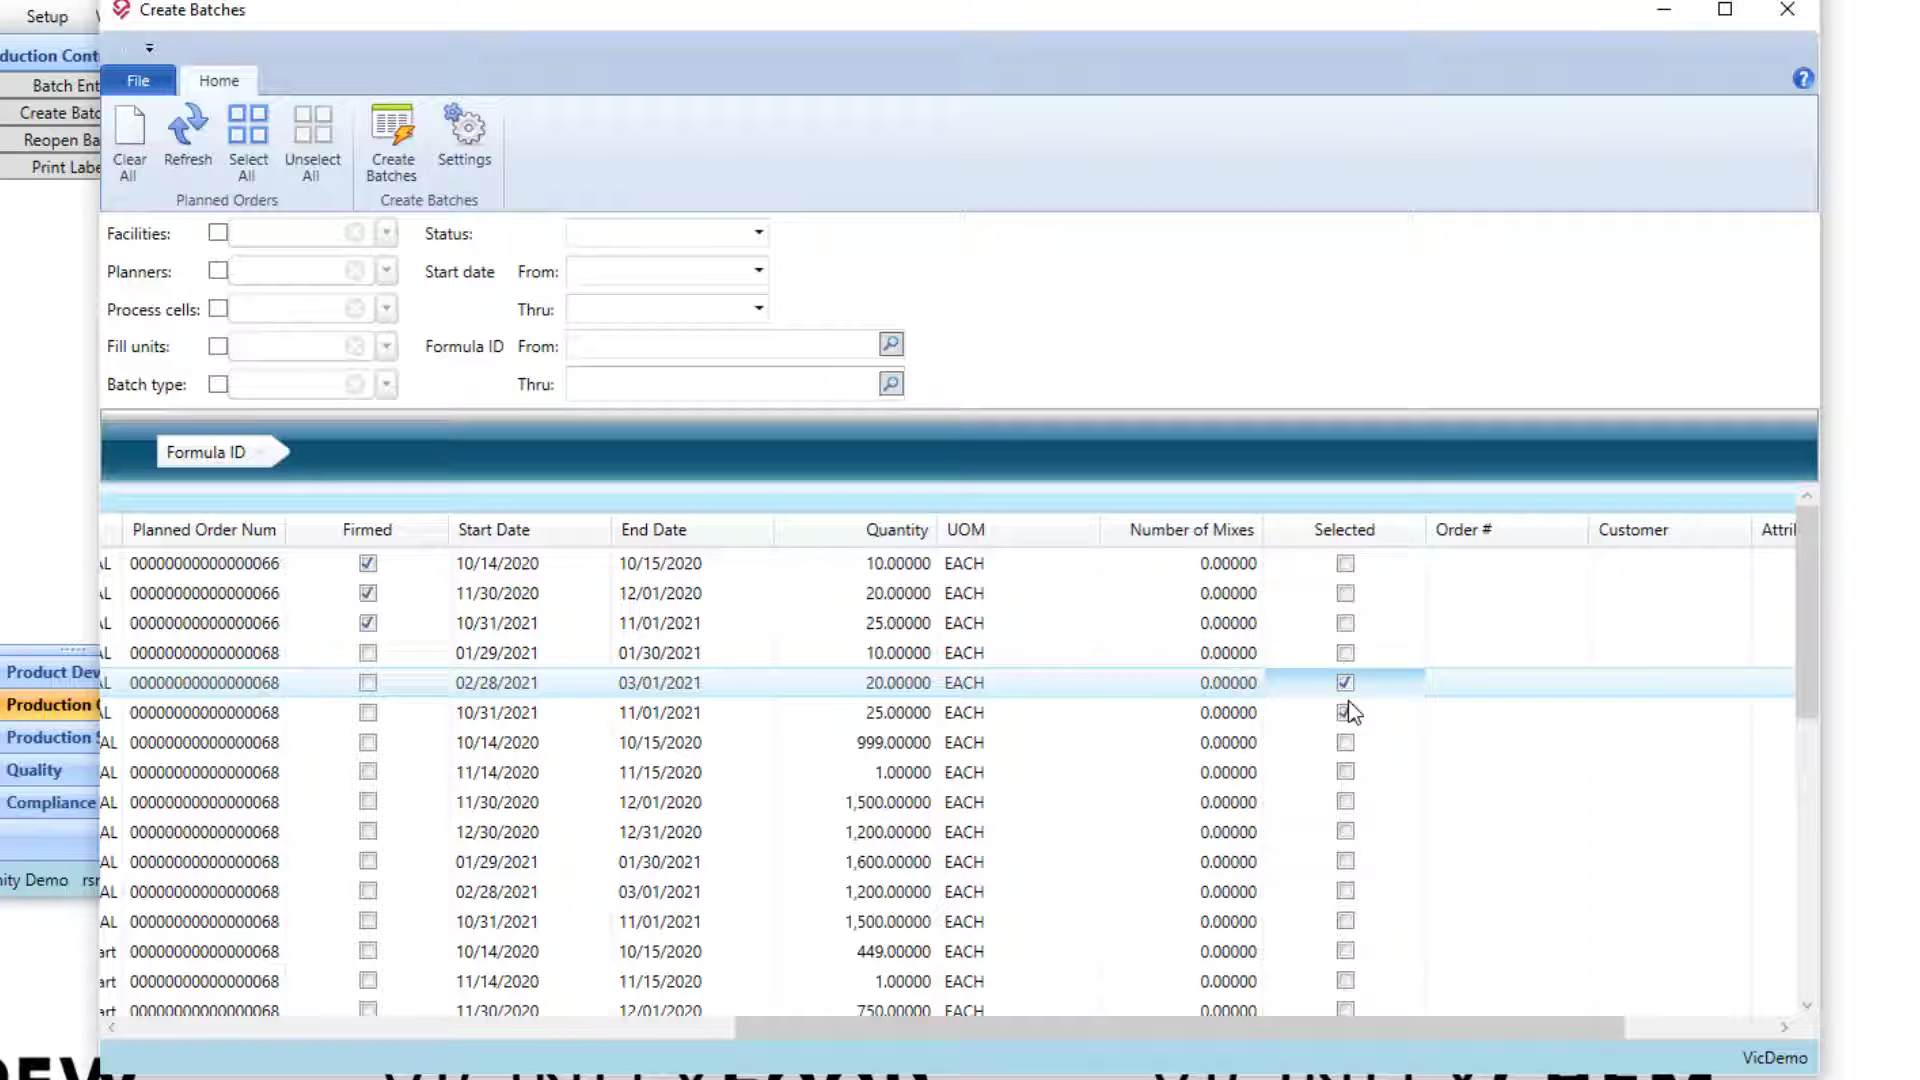 Setup
Create Batches
duction Cont
Batch Ent
Create Batc
Reopen Ba
Print Labe
File Home
Clear All
Refresh
Select All
Unselect All
Create Batches
Settings
Planned Orders
Create Batches
Facilities: Status:
Planners: Start date From:
Process cells: Thru:
Fill units: Formula ID From:
Batch type: Thru:
Formula ID
Planned Order Num Firmed Start Date End Date Quantity UOM Number of Mixes Selected Order # Customer Attril
AL 00000000000000066 10/14/2020 10/15/2020 10.00000 EACH 0.00000
AL 00000000000000066 11/30/2020 12/01/2020 20.00000 EACH 0.00000
AL 00000000000000066 10/31/2021 11/01/2021 25.00000 EACH 0.00000
AL 00000000000000068 01/29/2021 01/30/2021 10.00000 EACH 0.00000
AL 00000000000000068 02/28/2021 03/01/2021 20.00000 EACH 0.00000
AL 00000000000000068 10/31/2021 11/01/2021 25.00000 EACH 0.00000
AL 00000000000000068 10/14/2020 10/15/2020 999.00000 EACH 0.00000
AL 00000000000000068 11/14/2020 11/15/2020 1.00000 EACH 0.00000
AL 00000000000000068 11/30/2020 12/01/2020 1,500.00000 EACH 0.00000
AL 00000000000000068 12/30/2020 12/31/2020 1,200.00000 EACH 0.00000
AL 00000000000000068 01/29/2021 01/30/2021 1,600.00000 EACH 0.00000
AL 00000000000000068 02/28/2021 03/01/2021 1,200.00000 EACH 0.00000
AL 00000000000000068 10/31/2021 11/01/2021 1,500.00000 EACH 0.00000
art 00000000000000068 10/14/2020 10/15/2020 449.00000 EACH 0.00000
art 00000000000000068 11/14/2020 11/15/2020 1.00000 EACH 0.00000
art 00000000000000068 11/30/2020 12/01/2020 750.00000 EACH 0.00000
Product Dev
Production
Production
Quality
Compliance
nity Demo rsr
VicDemo